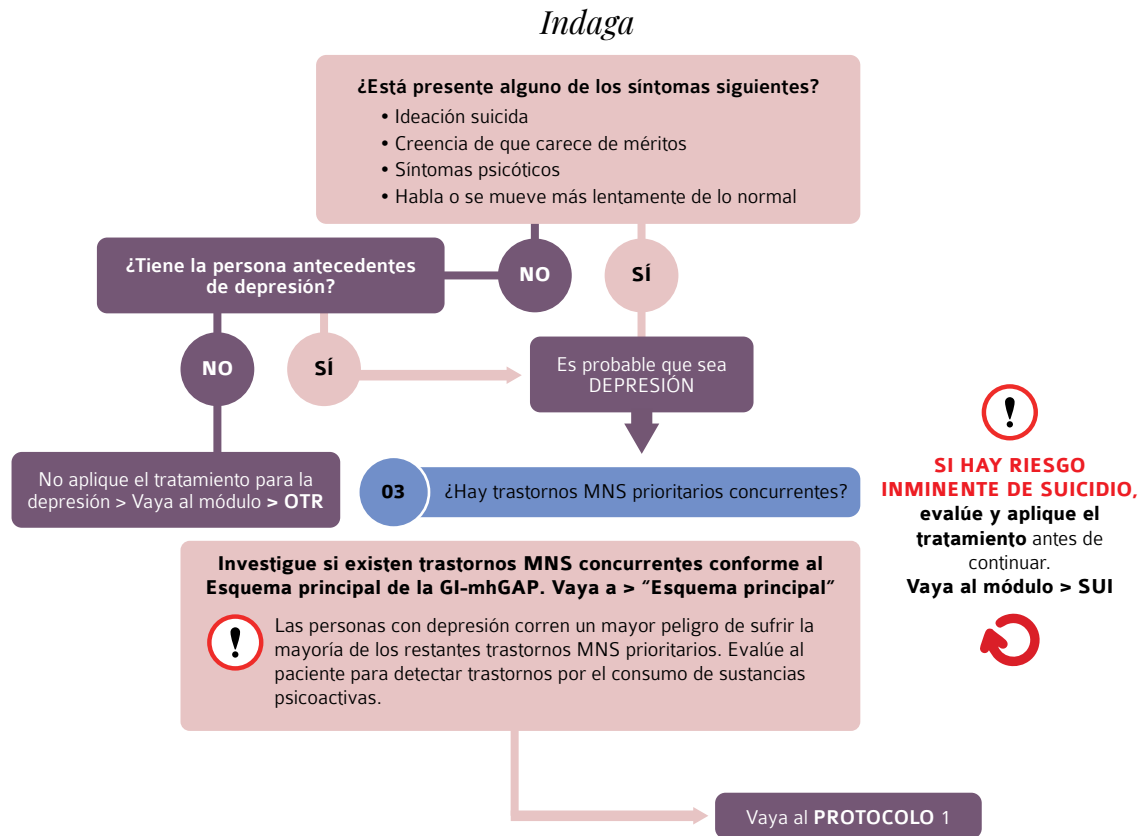 Indaga
¿Está presente alguno de los síntomas siguientes?
• Ideación suicida
• Creencia de que carece de méritos
• Síntomas psicóticos
• Habla o se mueve más lentamente de lo normal
¿Tiene la persona antecedentes
de depresión?
NO
SÍ
NO
SÍ
Es probable que sea
DEPRESIÓN
No aplique el tratamiento para la
depresión > Vaya al módulo > OTR
03
¿Hay trastornos MNS prioritarios concurrentes?
!
SI HAY RIESGO
INMINENTE DE SUICIDIO,
evalúe y aplique el
tratamiento antes de
continuar.
Vaya al módulo > SUI
Investigue si existen trastornos MNS concurrentes conforme al
Esquema principal de la GI-mhGAP. Vaya a > “Esquema principal”
!
Las personas con depresión corren un mayor peligro de sufrir la
mayoría de los restantes trastornos MNS prioritarios. Evalúe al
paciente para detectar trastornos por el consumo de sustancias
psicoactivas.
Vaya al PROTOCOLO 1